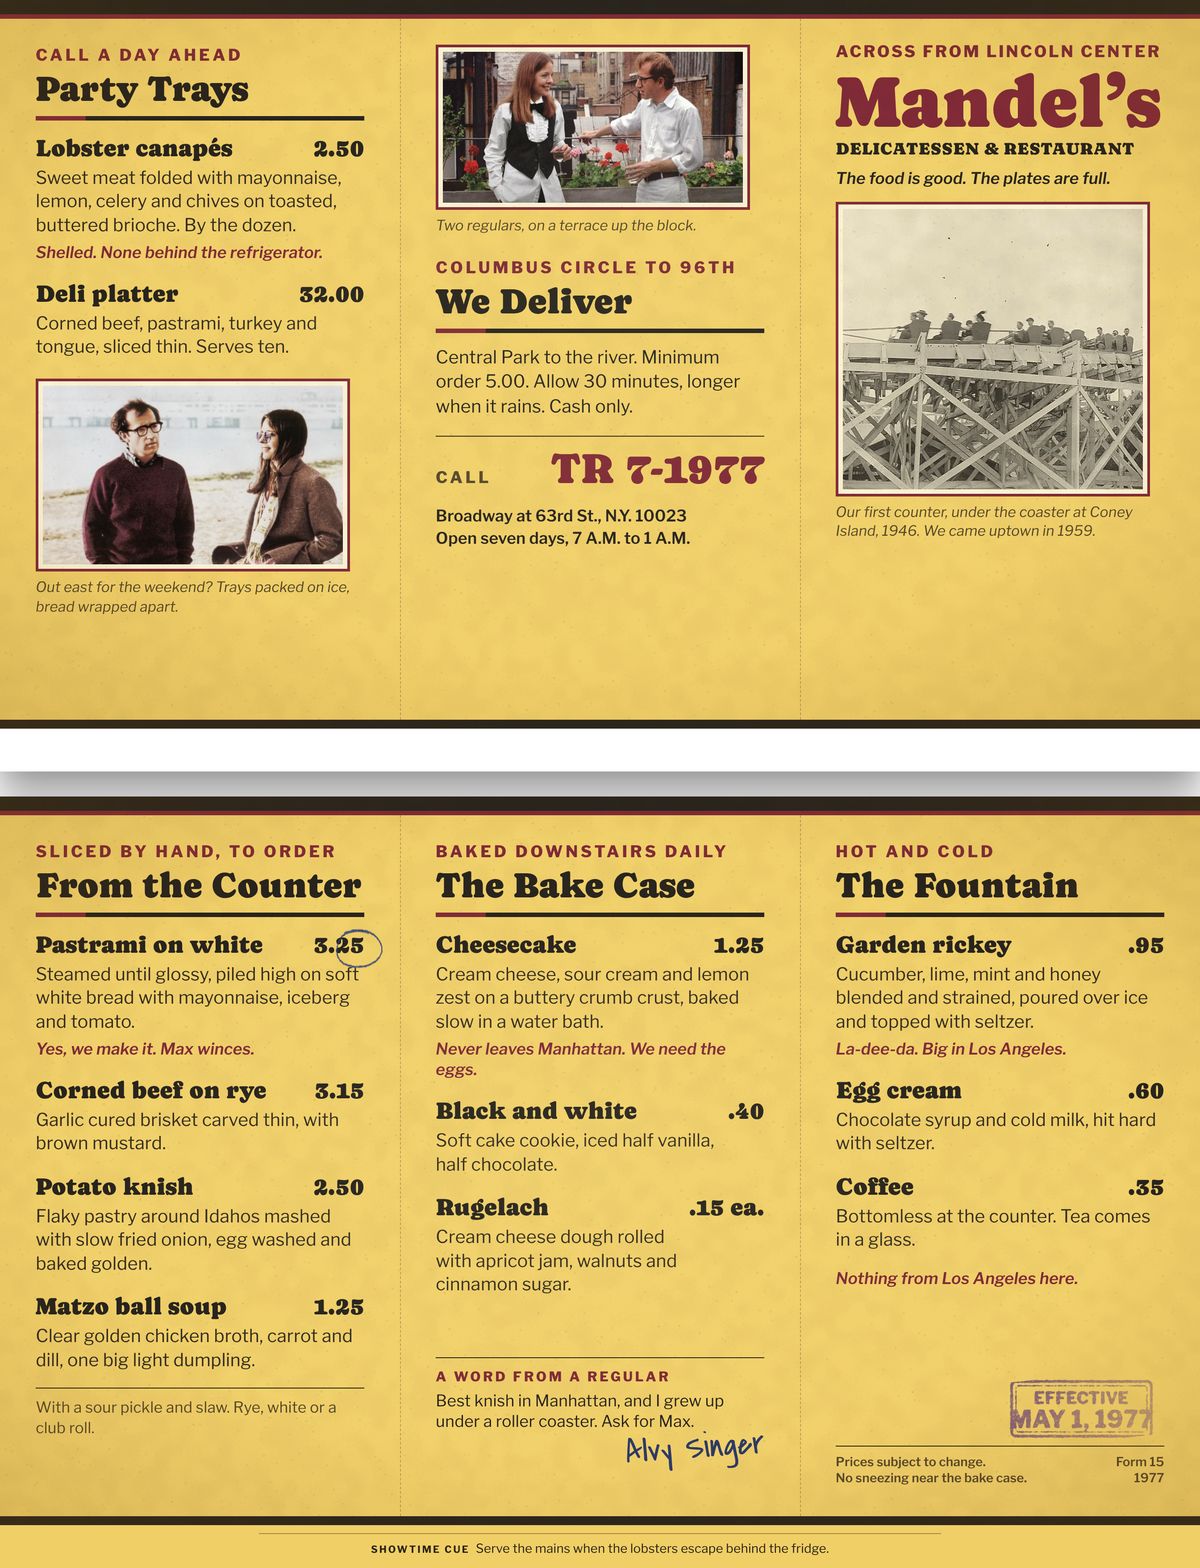 CALL A DAY AHEAD
Party Trays
Lobster canapés 2.50
Sweet meat folded with mayonnaise,
lemon, celery and chives on toasted,
buttered brioche. By the dozen.
Shelled. None behind the refrigerator.
Deli platter 32.00
Corned beef, pastrami, turkey and
tongue, sliced thin. Serves ten.
Out east for the weekend? Trays packed on ice,
bread wrapped apart.
Two regulars, on a terrace up the block.
COLUMBUS CIRCLE TO 96TH
We Deliver
Central Park to the river. Minimum
order 5.00. Allow 30 minutes, longer
when it rains. Cash only.
CALL TR 7-1977
Broadway at 63rd St., N.Y. 10023
Open seven days, 7 A.M. to 1 A.M.
ACROSS FROM LINCOLN CENTER
Mandel's
DELICATESSEN & RESTAURANT
The food is good. The plates are full.
Our first counter, under the coaster at Coney
Island, 1946. We came uptown in 1959.
SLICED BY HAND, TO ORDER
From the Counter
Pastrami on white 3.25
Steamed until glossy, piled high on soft
white bread with mayonnaise, iceberg
and tomato.
Yes, we make it. Max winces.
Corned beef on rye 3.15
Garlic cured brisket carved thin, with
brown mustard.
Potato knish 2.50
Flaky pastry around Idahos mashed
with slow fried onion, egg washed and
baked golden.
Matzo ball soup 1.25
Clear golden chicken broth, carrot and
dill, one big light dumpling.
With a sour pickle and slaw. Rye, white or a
club roll.
BAKED DOWNSTAIRS DAILY
The Bake Case
Cheesecake 1.25
Cream cheese, sour cream and lemon
zest on a buttery crumb crust, baked
slow in a water bath.
Never leaves Manhattan. We need the
eggs.
Black and white .40
Soft cake cookie, iced half vanilla,
half chocolate.
Rugelach .15 ea.
Cream cheese dough rolled
with apricot jam, walnuts and
cinnamon sugar.
A WORD FROM A REGULAR
Best knish in Manhattan, and I grew up
under a roller coaster. Ask for Max.
Alvy Singer
HOT AND COLD
The Fountain
Garden rickey .95
Cucumber, lime, mint and honey
blended and strained, poured over ice
and topped with seltzer.
La-dee-da. Big in Los Angeles.
Egg cream .60
Chocolate syrup and cold milk, hit hard
with seltzer.
Coffee .35
Bottomless at the counter. Tea comes
in a glass.
Nothing from Los Angeles here.
EFFECTIVE
MAY 1, 1977
Prices subject to change. Form 15
No sneezing near the bake case. 1977
SHOWTIME CUE Serve the mains when the lobsters escape behind the fridge.